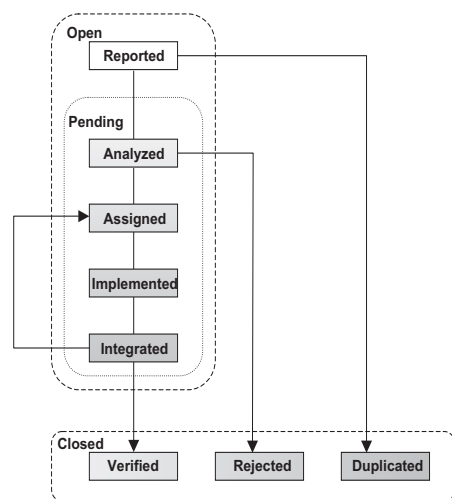 Open
Reported
Pending
Analyzed
Assigned
Implemented
Integrated
Closed
Verified
Rejected
Duplicated